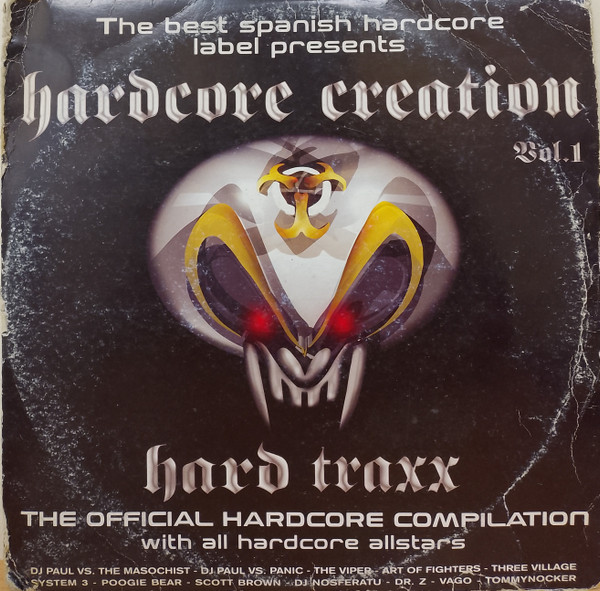 The best spanish hardcore
label presents
hardcore creation
Vol.1
hard traxx
THE OFFICIAL HARDCORE COMPILATION
with all hardcore allstars
DJ PAUL VS. THE MASOCHIST - DJ PAUL VS. PANIC - THE VIPER - ART OF FIGHTERS - THREE VILLAGE
SYSTEM 3 - POOGIE BEAR - SCOTT BROWN - DJ NOSFERATU - DR. Z - VAGO - TOMMYNOCKER